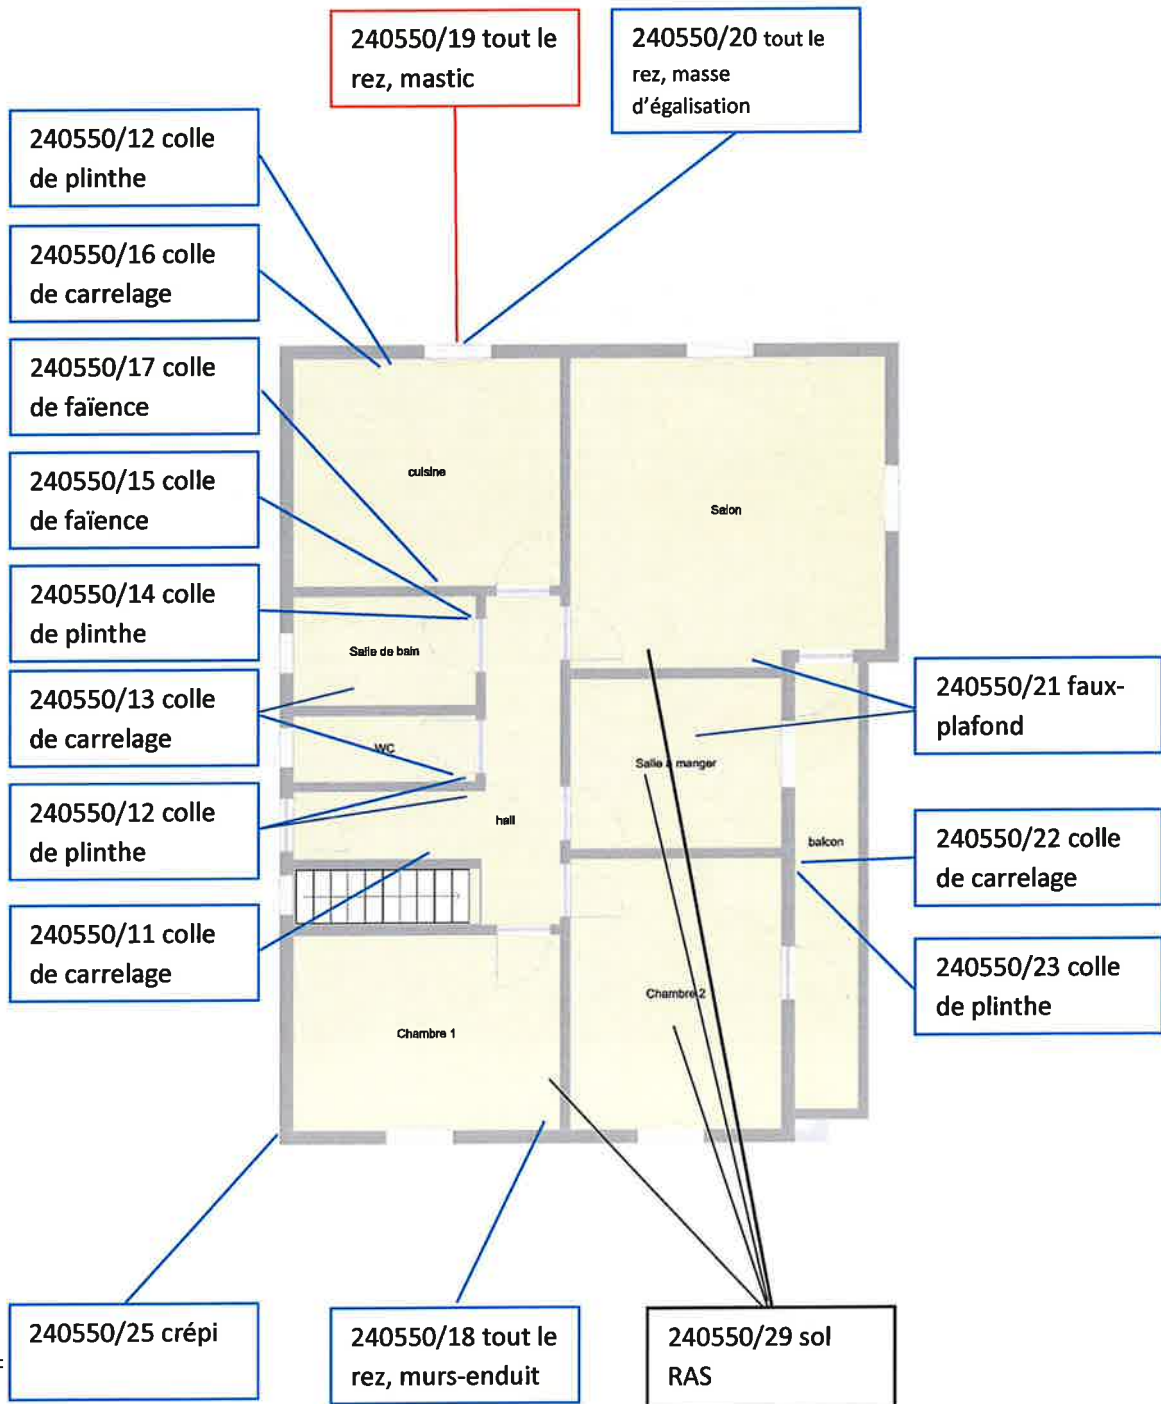 240550/19 tout le
rez, mastic
240550/20 tout le
rez, masse
d'égalisation
240550/12 colle
de plinthe
240550/16 colle
de carrelage
240550/17 colle
de faïence
240550/15 colle
de faïence
240550/14 colle
de plinthe
240550/13 colle
de carrelage
240550/12 colle
de plinthe
240550/11 colle
de carrelage
cuisine
Salon
Salle de bain
WC
Salle à manger
hall
balcon
Chambre 2
Chambre 1
240550/21 faux-
plafond
240550/22 colle
de carrelage
240550/23 colle
de plinthe
240550/25 crépi
240550/18 tout le
rez, murs-enduit
240550/29 sol
RAS